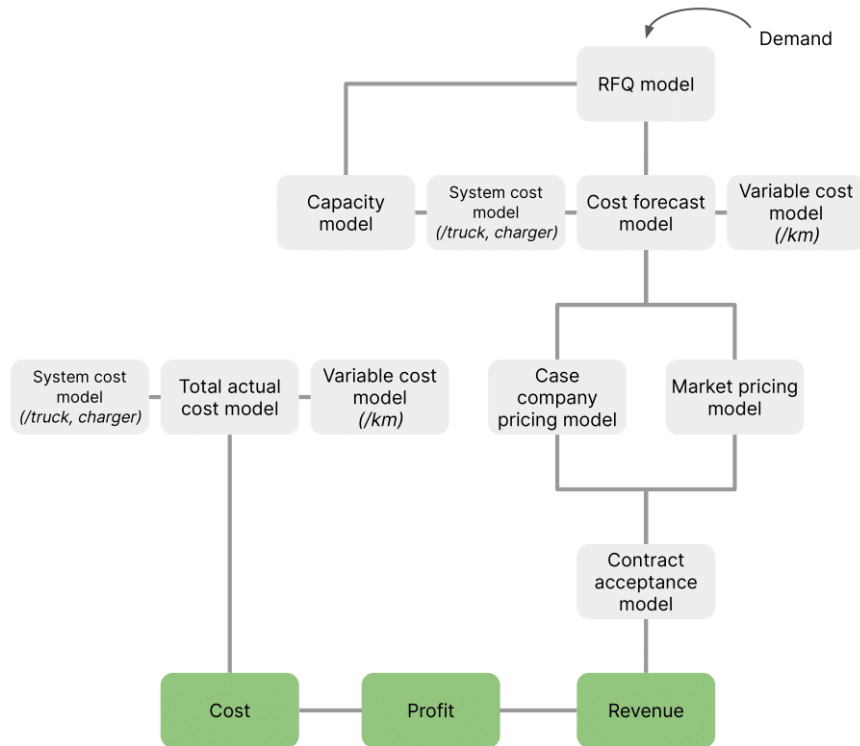 Demand
RFQ model
Capacity
model
System cost
model
(/truck, charger)
Cost forecast
model
Variable cost
model
(/km)
System cost
model
(/truck, charger)
Total actual
cost model
Variable cost
model
(/km)
Case
company
pricing model
Market pricing
model
Contract
acceptance
model
Cost
Profit
Revenue